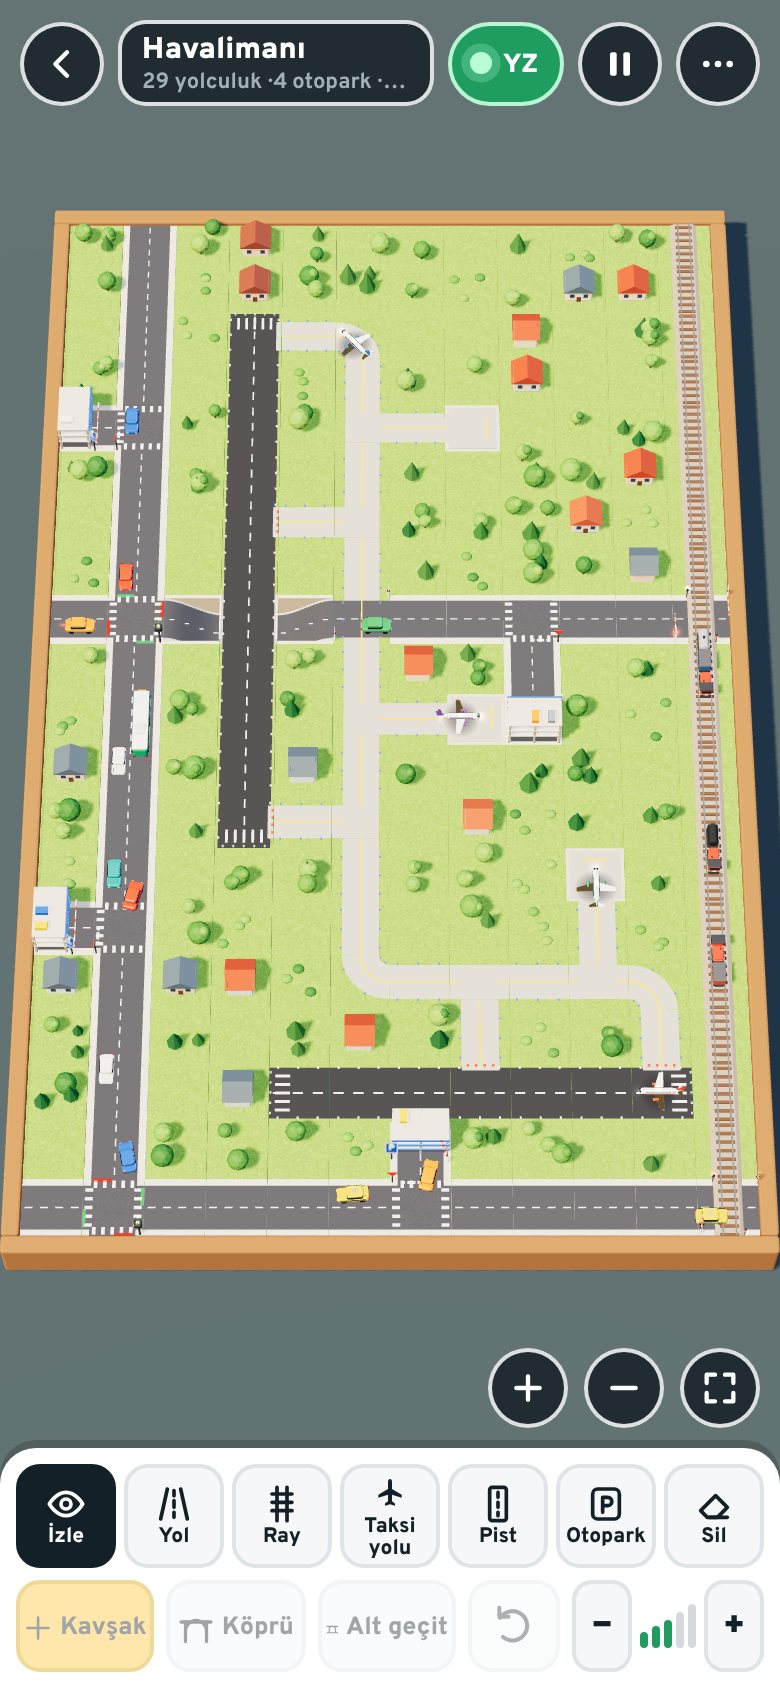 Havalimanı
29 yolculuk ·4 otopark ·...
YZ
İzle
Yol
Ray
Taksi
yolu
Pist
P
Otopark
Sil
Kavşak
Köprü
Alt geçit